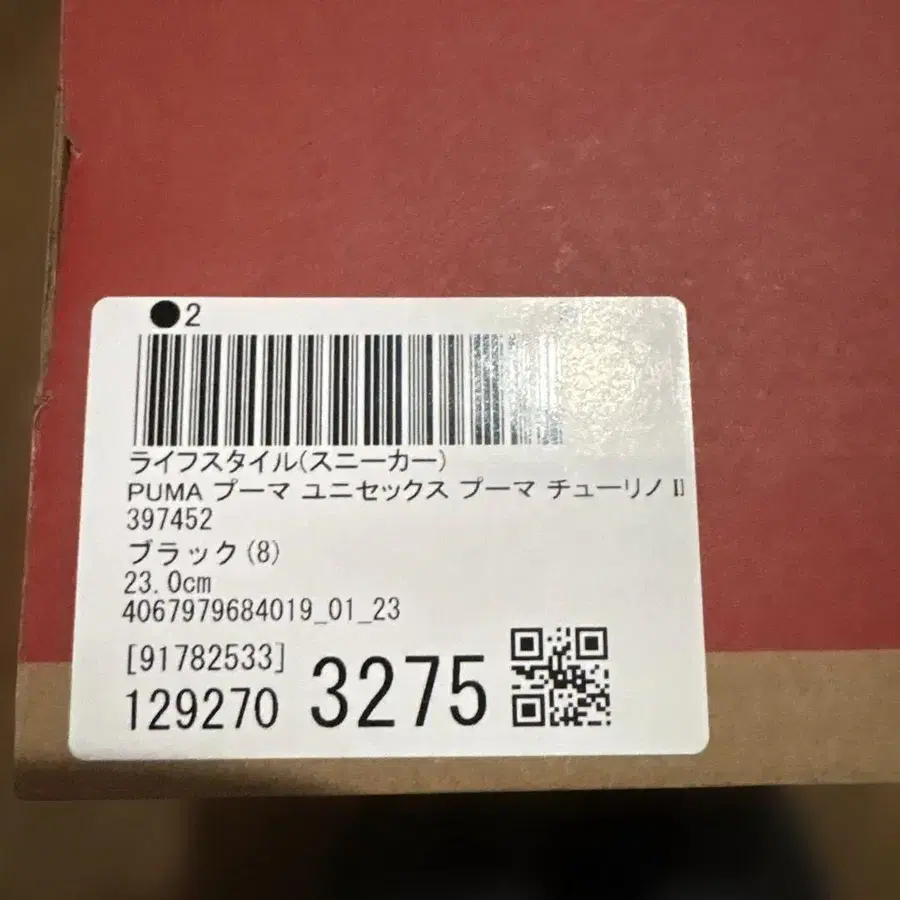 ●2
ライフスタイル(スニーカー)
PUMA プーマ ユニセックス プーマ チューリノ II
397452
ブラック(8)
23.0cm
4067979684019_01_23
[91782533]
129270 3275